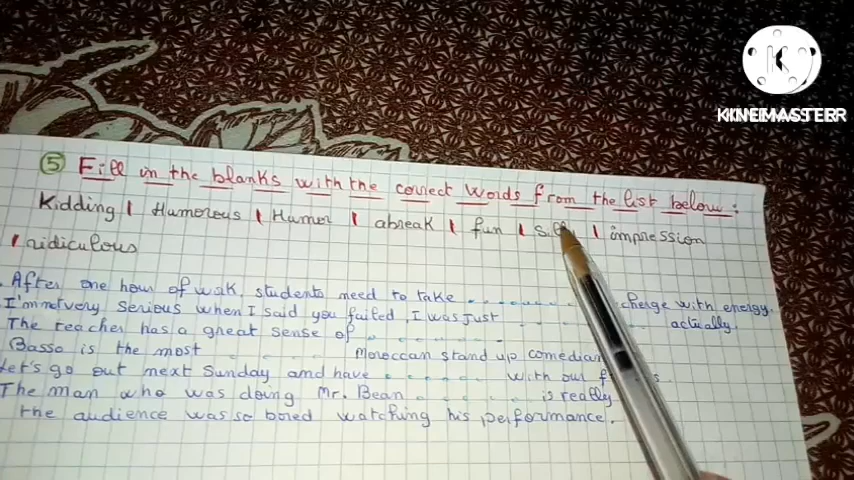 KINEMASTER
5 Fill in the blanks with the correct words from the list below :
Kidding | Humorous | Humor | abreak | fun | | impression
| ridiculous
After one hour of wok, students need to take ......... charge with energy.
I'm not very serious when I said you failed, I was Just ......... actually.
The teacher has a great sense of .........
Basso is the most ......... moroccan stand up comedian
Let's go out next Sunday and have ......... with our
The man who was doing Mr. Bean ......... is really
the audience was so bored watching his performance.